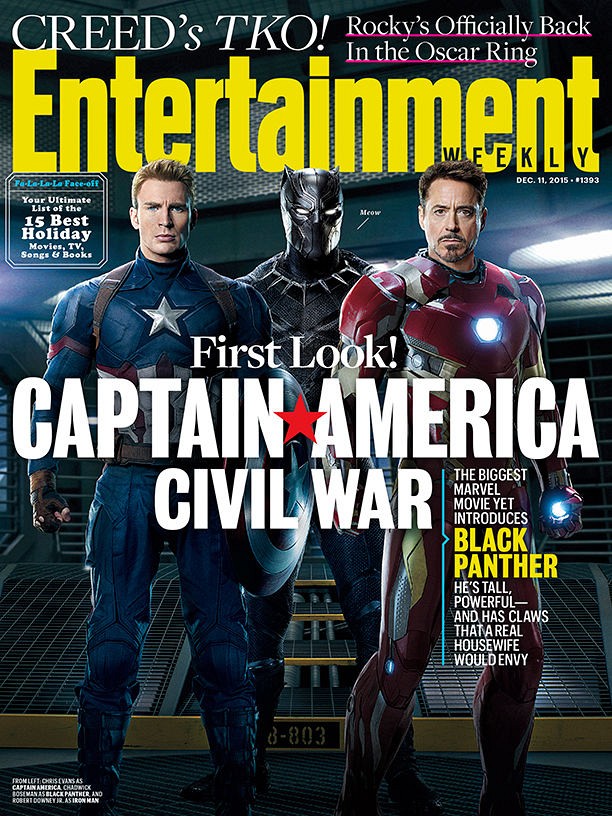 CREED's TKO!
Rocky's Officially Back
In the Oscar Ring
Entertainment
WEEKLY
DEC. 11, 2015 • #1393
Fa-La-La-La Face-off
Your Ultimate
List of the
15 Best
Holiday
Movies, TV,
Songs & Books
Meow
First Look!
CAPTAIN★AMERICA
CIVIL WAR
THE BIGGEST
MARVEL
MOVIE YET
INTRODUCES
BLACK
PANTHER
HE'S TALL,
POWERFUL—
AND HAS CLAWS
THAT A REAL
HOUSEWIFE
WOULD ENVY
8-803
FROM LEFT: CHRIS EVANS AS
CAPTAIN AMERICA, CHADWICK
BOSEMAN AS BLACK PANTHER, AND
ROBERT DOWNEY JR. AS IRON MAN